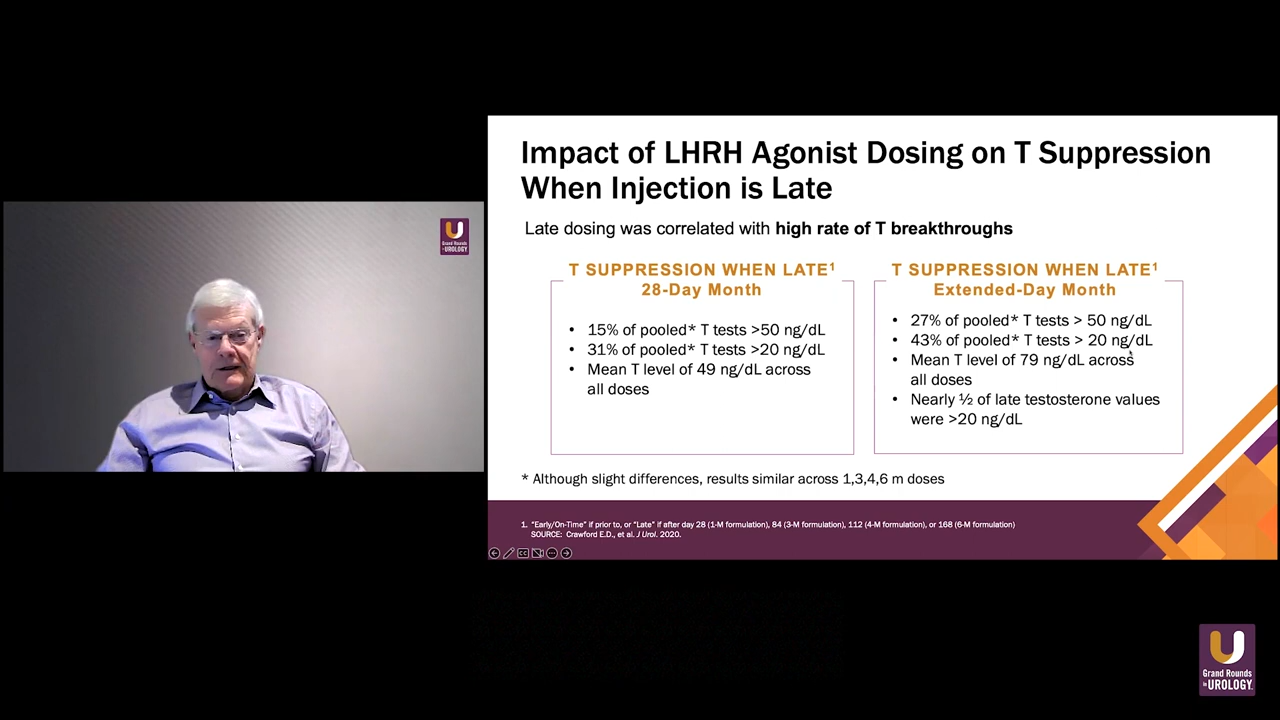 U
Grand Rounds
in UROLOGY
Impact of LHRH Agonist Dosing on T Suppression
When Injection is Late
Late dosing was correlated with high rate of T breakthroughs
T SUPPRESSION WHEN LATE¹
28-Day Month
• 15% of pooled* T tests >50 ng/dL
• 31% of pooled* T tests >20 ng/dL
• Mean T level of 49 ng/dL across
all doses
T SUPPRESSION WHEN LATE¹
Extended-Day Month
• 27% of pooled* T tests > 50 ng/dL
• 43% of pooled* T tests > 20 ng/dL
• Mean T level of 79 ng/dL across
all doses
• Nearly ½ of late testosterone values
were >20 ng/dL
* Although slight differences, results similar across 1,3,4,6 m doses
1. "Early/On-Time" if prior to, or "Late" if after day 28 (1-M formulation), 84 (3-M formulation), 112 (4-M formulation), or 168 (6-M formulation)
SOURCE: Crawford E.D., et al. J Urol. 2020.
U
Grand Rounds
in UROLOGY